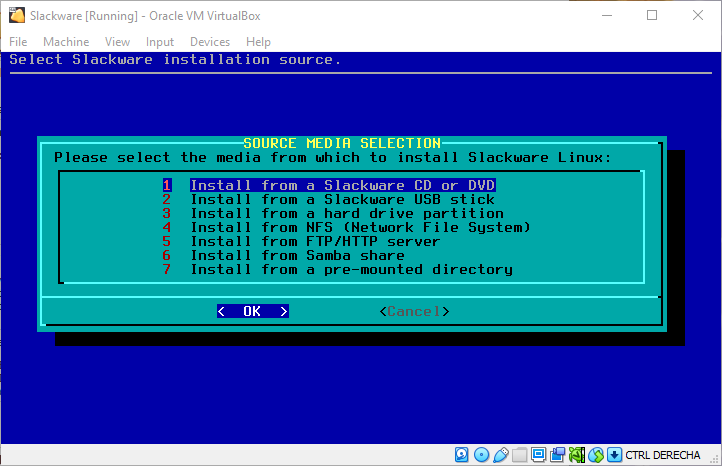 Slackware [Running] - Oracle VM VirtualBox
File Machine View Input Devices Help
Select Slackware installation source.
SOURCE MEDIA SELECTION
Please select the media from which to install Slackware Linux:
1 Install from a Slackware CD or DVD
2 Install from a Slackware USB stick
3 Install from a hard drive partition
4 Install from NFS (Network File System)
5 Install from FTP/HTTP server
6 Install from Samba share
7 Install from a pre-mounted directory
< OK > <Cancel>
CTRL DERECHA